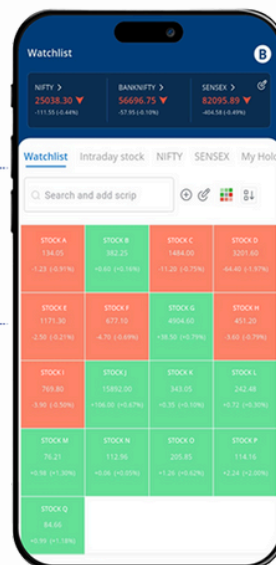 Watchlist
B
NIFTY > BANKNIFTY > SENSEX >
25038.30 ▼ 56696.75 ▼ 82095.89 ▼
-111.55 (-0.44%) -57.95 (-0.10%) -404.58 (-0.49%)
Watchlist Intraday stock NIFTY SENSEX My Hold
Search and add scrip
STOCK A STOCK B STOCK C STOCK D
134.05 382.25 1484.00 3201.60
-1.23 (-0.91%) +0.60 (+0.16%) -11.20 (-0.75%) -64.40 (-1.97%)
STOCK E STOCK F STOCK G STOCK H
1171.30 677.10 4904.60 451.20
-2.50 (-0.21%) -4.70 (-0.69%) +38.50 (+0.79%) -3.60 (-0.79%)
STOCK I STOCK J STOCK K STOCK L
769.80 15892.00 343.05 242.48
-3.90 (-0.50%) +106.00 (+0.67%) +0.35 (+0.10%) +0.72 (+0.30%)
STOCK M STOCK N STOCK O STOCK P
76.21 112.96 205.85 114.16
+0.98 (+1.30%) +0.06 (+0.05%) +1.26 (+0.62%) +2.24 (+2.00%)
STOCK Q
84.66
+0.99 (+1.18%)